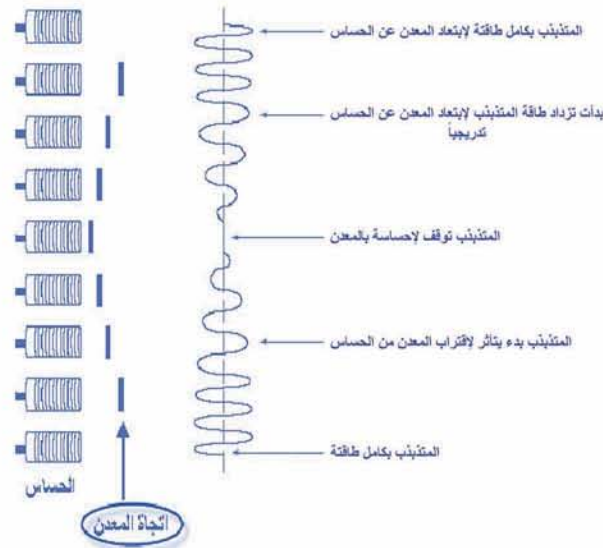 المتذبذب بكامل طاقتة لإبتعاد المعدن عن الحساس
بدأت تزداد طاقة المتذبذب لإبتعاد المعدن عن الحساس
تدريجياً
المتذبذب توقف لإحساسة بالمعدن
المتذبذب بدء يتأثر لإقتراب المعدن من الحساس
المتذبذب بكامل طاقتة
الحساس
اتجاة المعدن